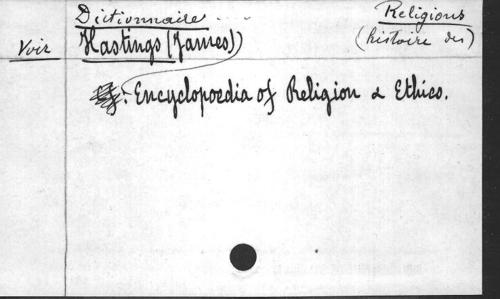 Dictionnaire
Religions
(histoire des)
Voir
Hastings (James)
: Encyclopoedia of Religion & Ethics.